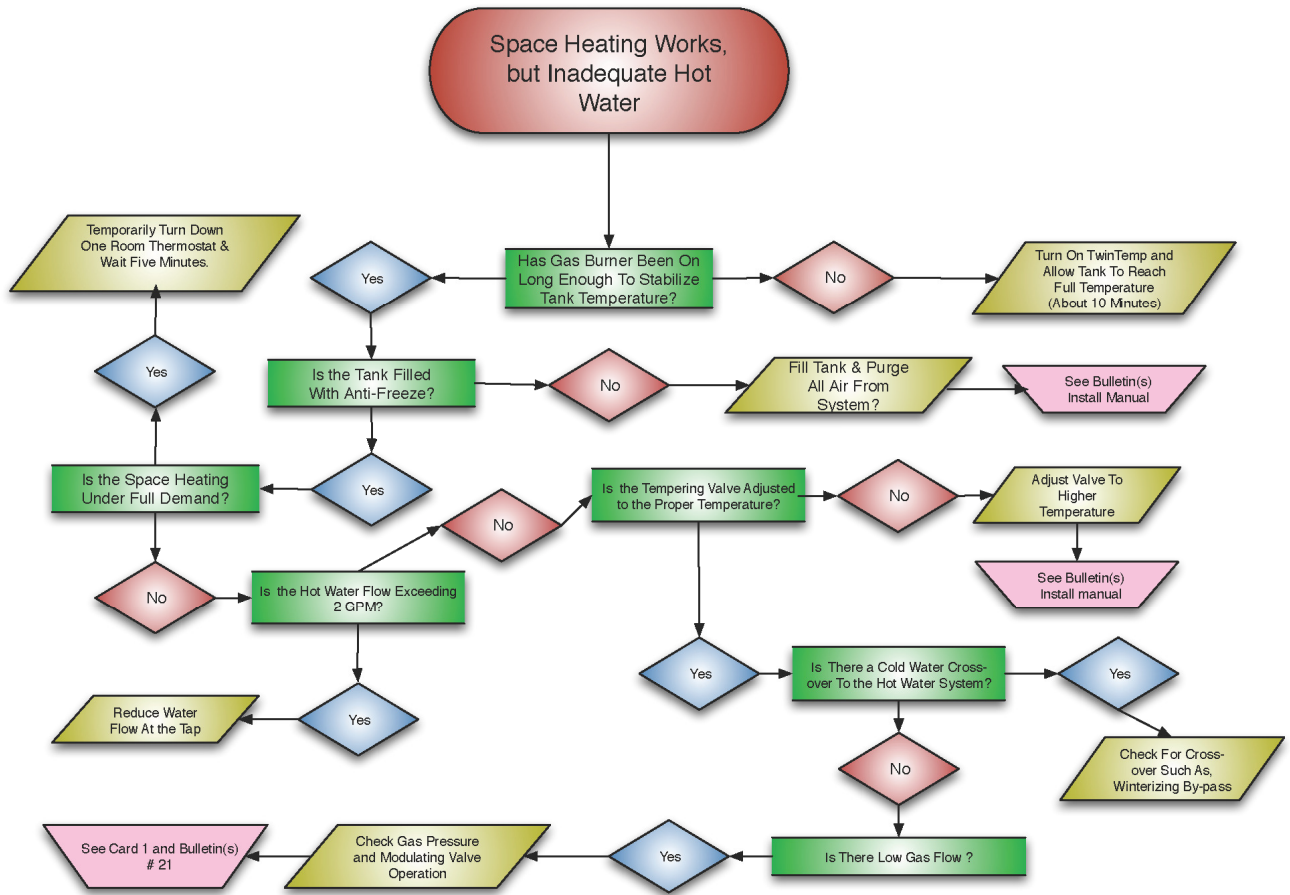 Space Heating Works,
but Inadequate Hot
Water
Temporarily Turn Down
One Room Thermostat &
Wait Five Minutes.
Yes
Has Gas Burner Been On
Long Enough To Stabilize
Tank Temperature?
No
Turn On TwinTemp and
Allow Tank To Reach
Full Temperature
(About 10 Minutes)
Yes
Is the Tank Filled
With Anti-Freeze?
No
Fill Tank & Purge
All Air From
System?
See Bulletin(s)
Install Manual
Is the Space Heating
Under Full Demand?
Yes
No
Is the Tempering Valve Adjusted
to the Proper Temperature?
No
Adjust Valve To
Higher
Temperature
No
Is the Hot Water Flow Exceeding
2 GPM?
See Bulletin(s)
Install manual
Yes
Is There a Cold Water Cross-
over To the Hot Water System?
Yes
Reduce Water
Flow At the Tap
Yes
No
Check For Cross-
over Such As,
Winterizing By-pass
See Card 1 and Bulletin(s)
# 21
Check Gas Pressure
and Modulating Valve
Operation
Yes
Is There Low Gas Flow ?